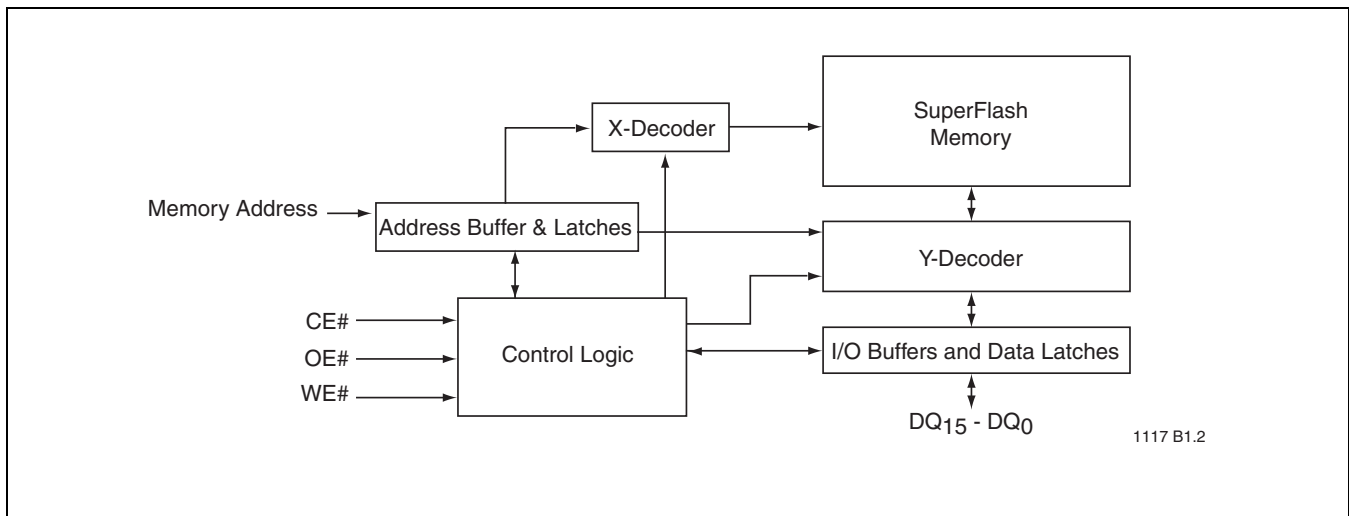 SuperFlash
Memory
X-Decoder
Memory Address
Address Buffer & Latches
Y-Decoder
CE#
OE#
WE#
Control Logic
I/O Buffers and Data Latches
DQ15 - DQ0
1117 B1.2